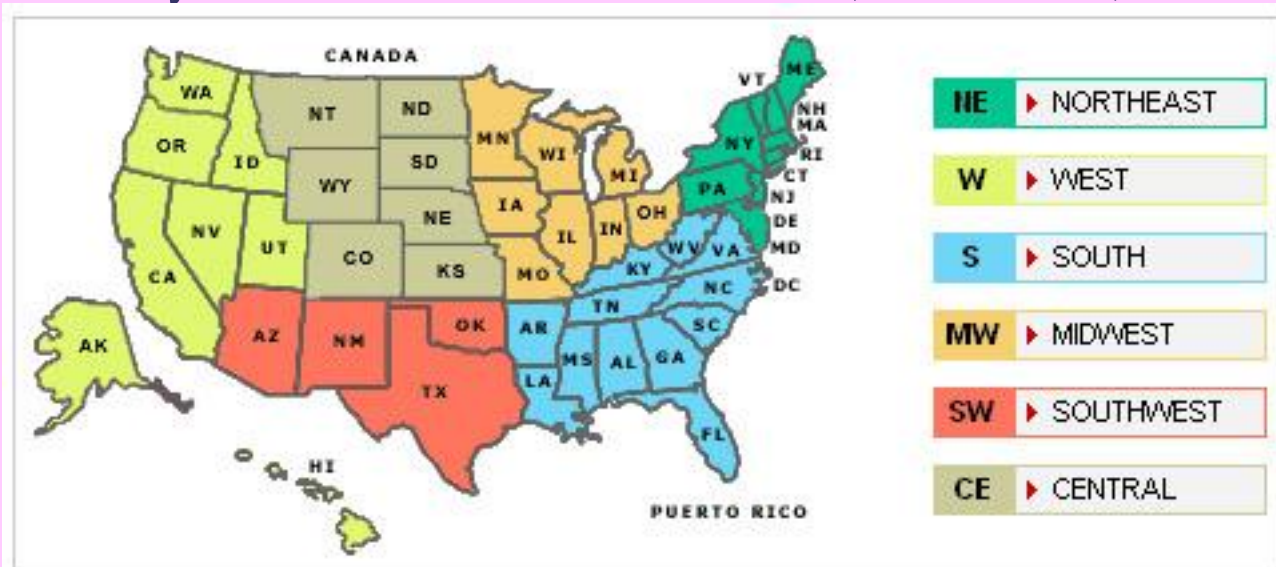 CANADA
WA
NT
ND
MN
VT
ME
NH
MA
OR
ID
SD
WI
MI
NY
RI
CT
WY
PA
NJ
NE
IA
OH
DE
NV
UT
CO
IL
IN
WV
VA
MD
CA
KS
MO
KY
NC
DC
TN
AZ
NM
OK
AR
SC
AK
TX
MS
AL
GA
LA
FL
HI
PUERTO RICO
NE NORTHEAST
W WEST
S SOUTH
MW MIDWEST
SW SOUTHWEST
CE CENTRAL